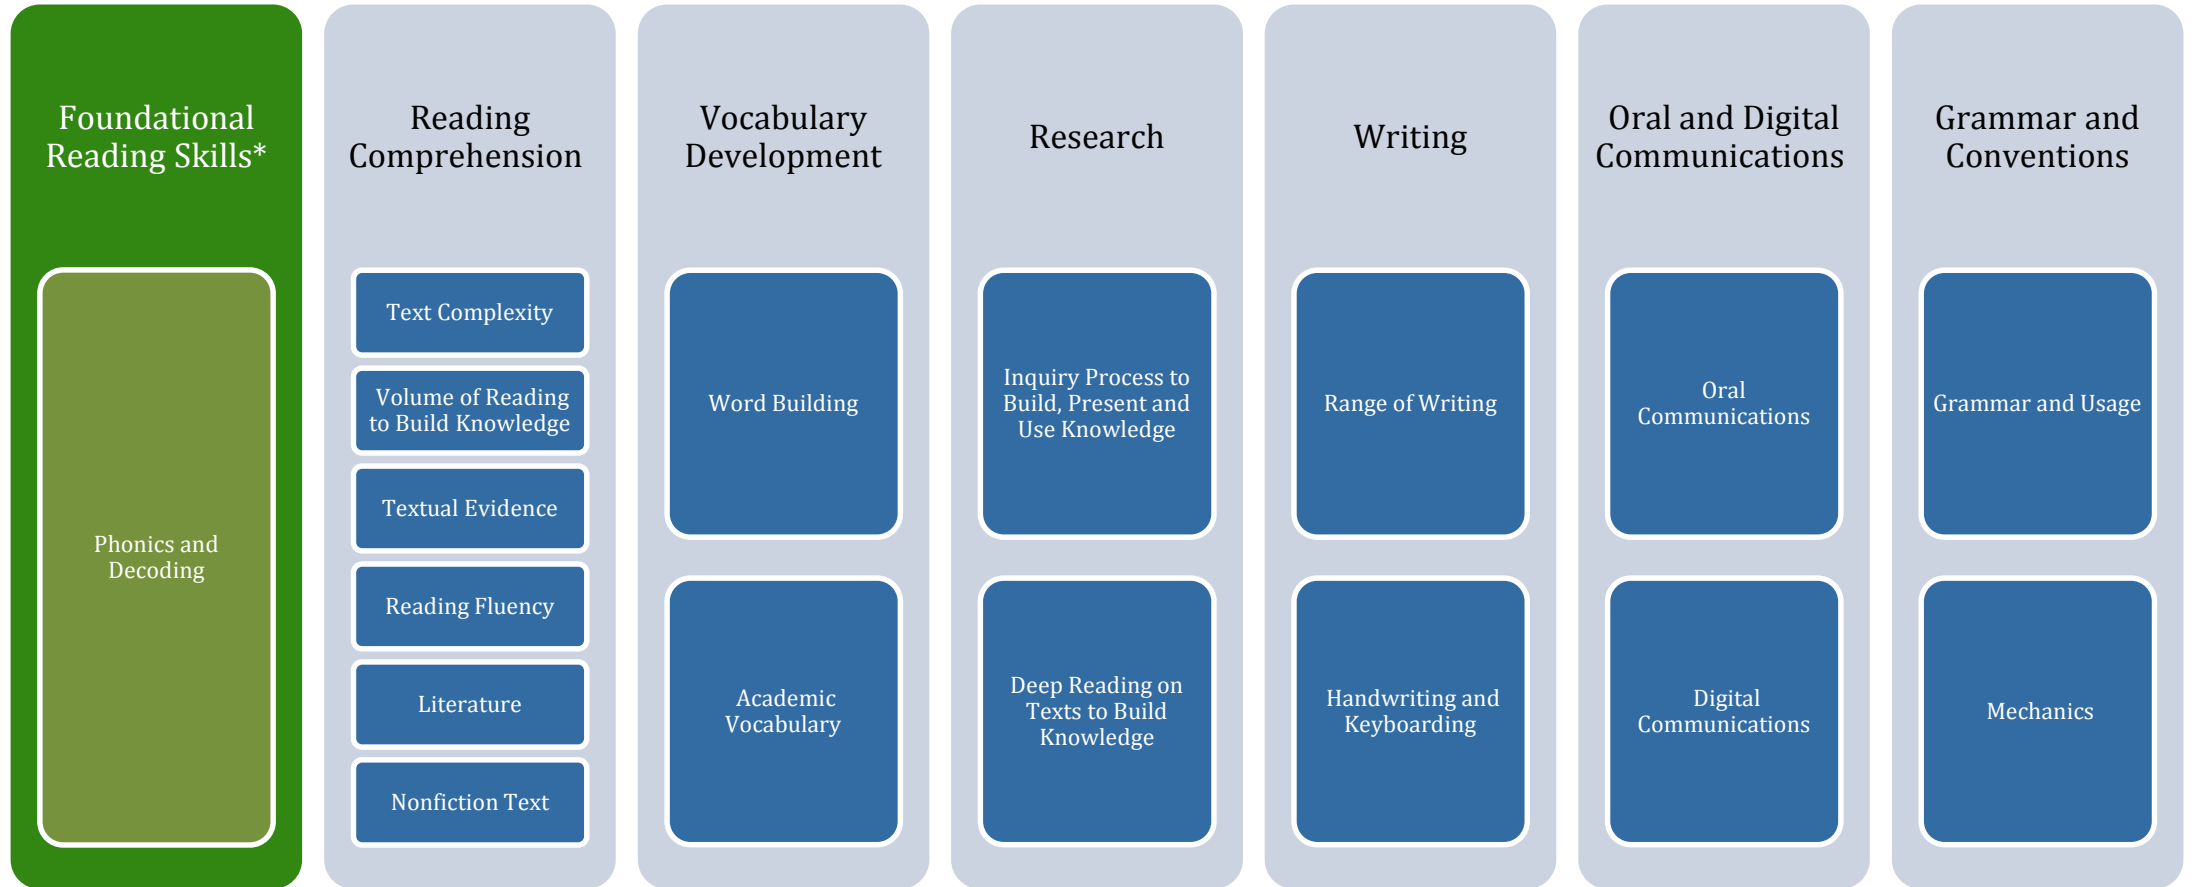 Foundational
Reading Skills*
Phonics and
Decoding
Reading
Comprehension
Text Complexity
Volume of Reading
to Build Knowledge
Textual Evidence
Reading Fluency
Literature
Nonfiction Text
Vocabulary
Development
Word Building
Academic
Vocabulary
Research
Inquiry Process to
Build, Present and
Use Knowledge
Deep Reading on
Texts to Build
Knowledge
Writing
Range of Writing
Handwriting and
Keyboarding
Oral and Digital
Communications
Oral
Communications
Digital
Communications
Grammar and
Conventions
Grammar and Usage
Mechanics